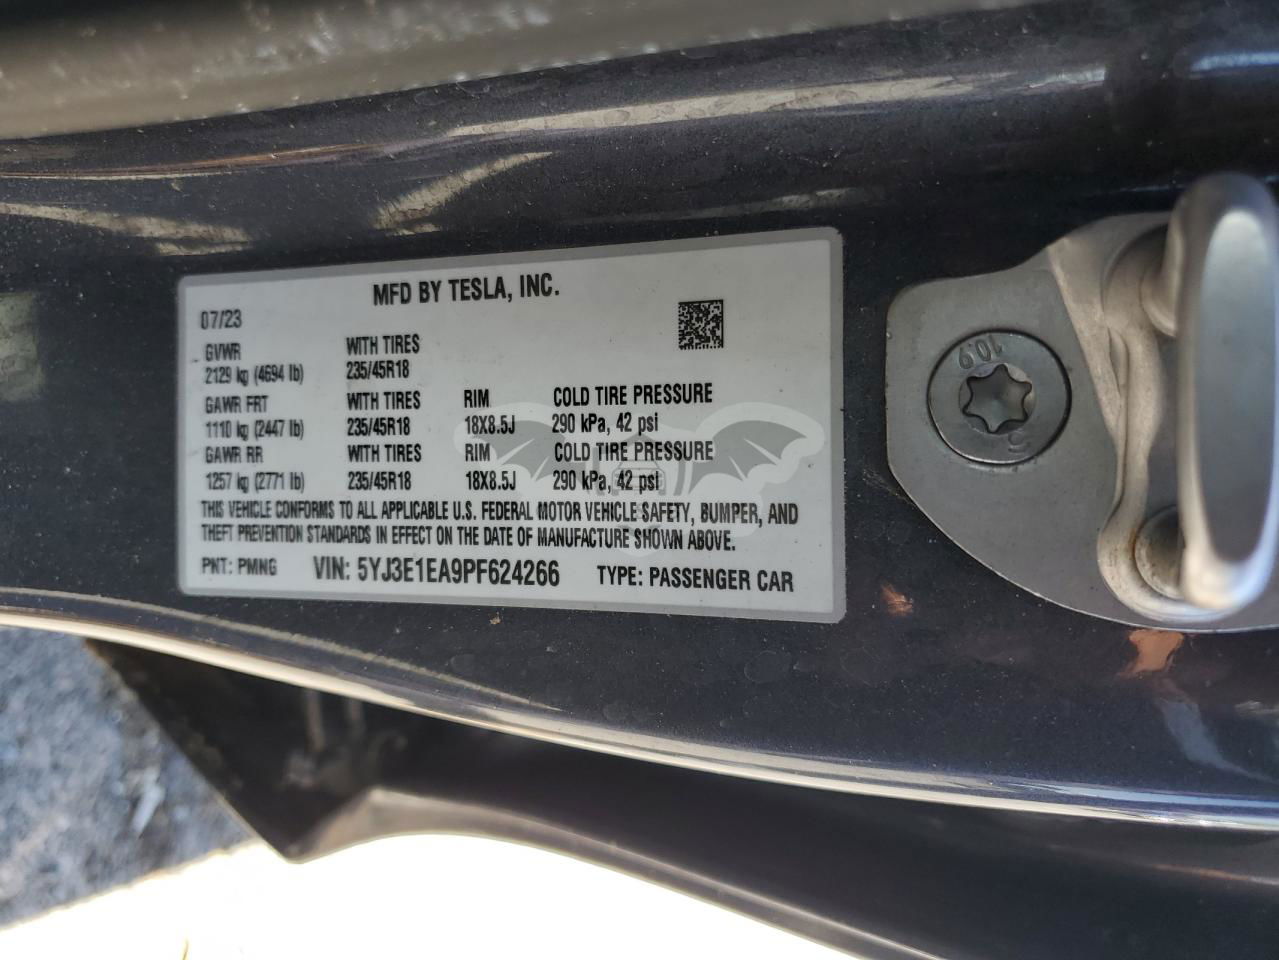 MFD BY TESLA, INC.
07/23
GVWR WITH TIRES
2129 kg (4694 lb) 235/45R18
GAWR FRT WITH TIRES RIM COLD TIRE PRESSURE
1110 kg (2447 lb) 235/45R18 18X8.5J 290 kPa, 42 psi
GAWR RR WITH TIRES RIM COLD TIRE PRESSURE
1257 kg (2771 lb) 235/45R18 18X8.5J 290 kPa, 42 psi
THIS VEHICLE CONFORMS TO ALL APPLICABLE U.S. FEDERAL MOTOR VEHICLE SAFETY, BUMPER, AND
THEFT PREVENTION STANDARDS IN EFFECT ON THE DATE OF MANUFACTURE SHOWN ABOVE.
PNT: PMNG VIN: 5YJ3E1EA9PF624266 TYPE: PASSENGER CAR
10.9